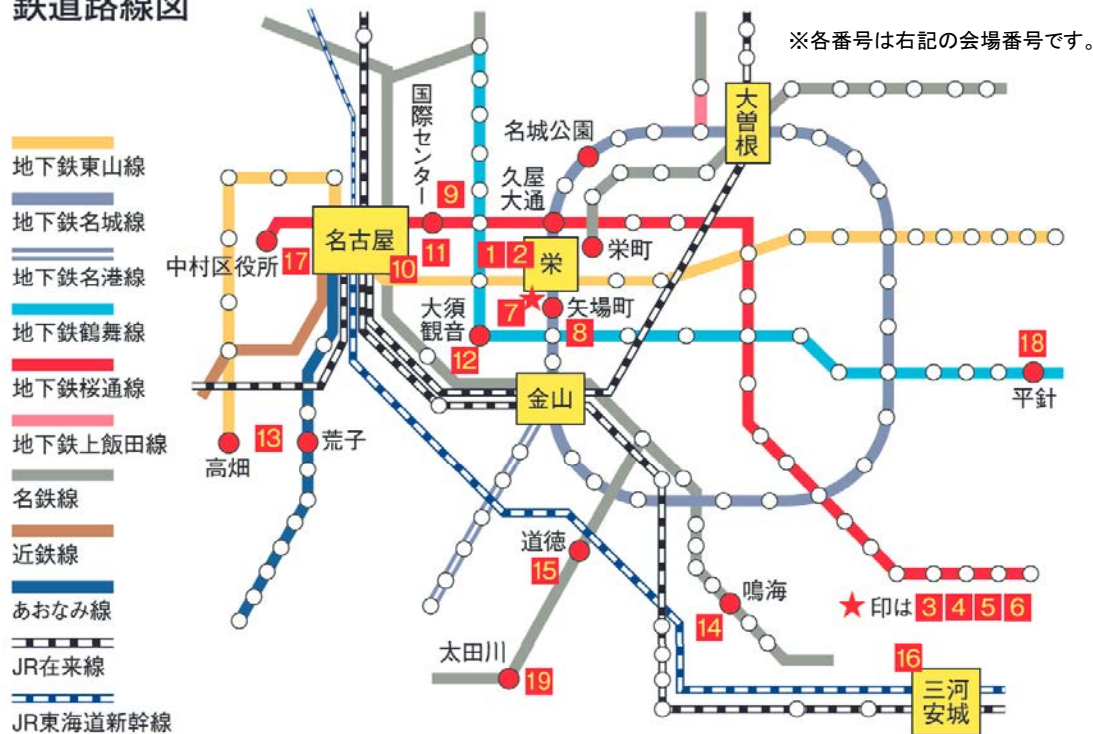 鉄道路線図
※各番号は右記の会場番号です。
地下鉄東山線
地下鉄名城線
地下鉄名港線
地下鉄鶴舞線
地下鉄桜通線
地下鉄上飯田線
名鉄線
近鉄線
あおなみ線
JR在来線
JR東海道新幹線
国際センター
9
11
名城公園
大曽根
久屋
大通
名古屋
10
中村区役所
17
1 2
栄
栄町
7
矢場町
8
大須
観音
12
金山
18
平針
高畑
13
荒子
道徳
15
鳴海
14
★印は 3 4 5 6
太田川
19
16
三河
安城